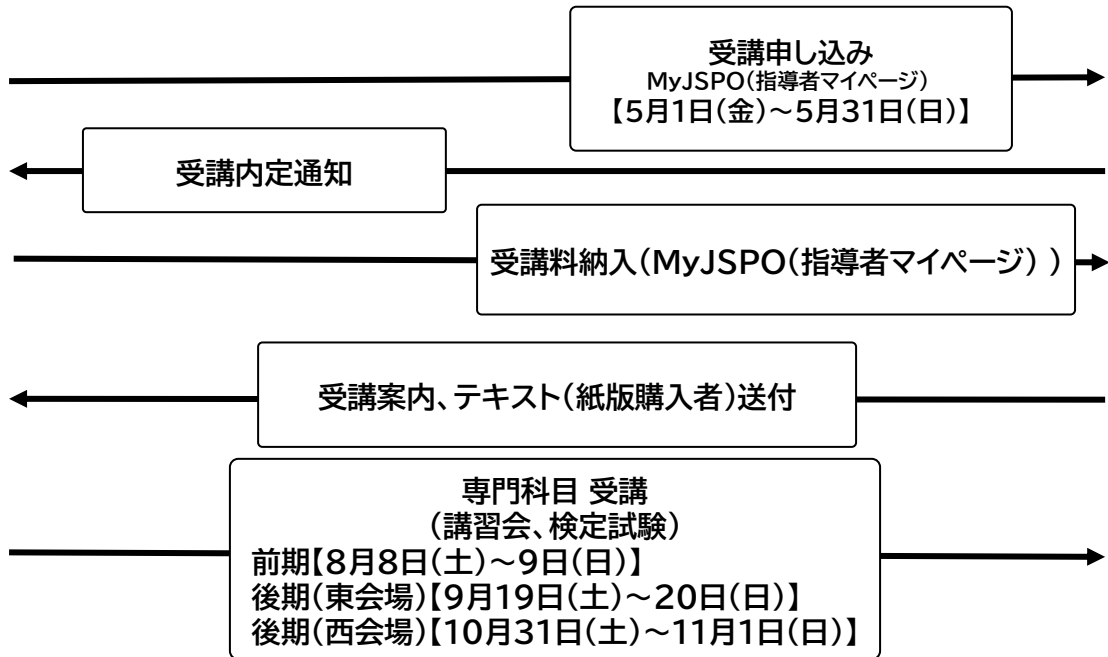 受講申し込み
MyJSPO(指導者マイページ)
【5月1日(金)～5月31日(日)】
受講内定通知
受講料納入(MyJSPO(指導者マイページ) )
受講案内、テキスト(紙版購入者)送付
専門科目 受講
(講習会、検定試験)
前期【8月8日(土)～9日(日)】
後期(東会場)【9月19日(土)～20日(日)】
後期(西会場)【10月31日(土)～11月1日(日)】